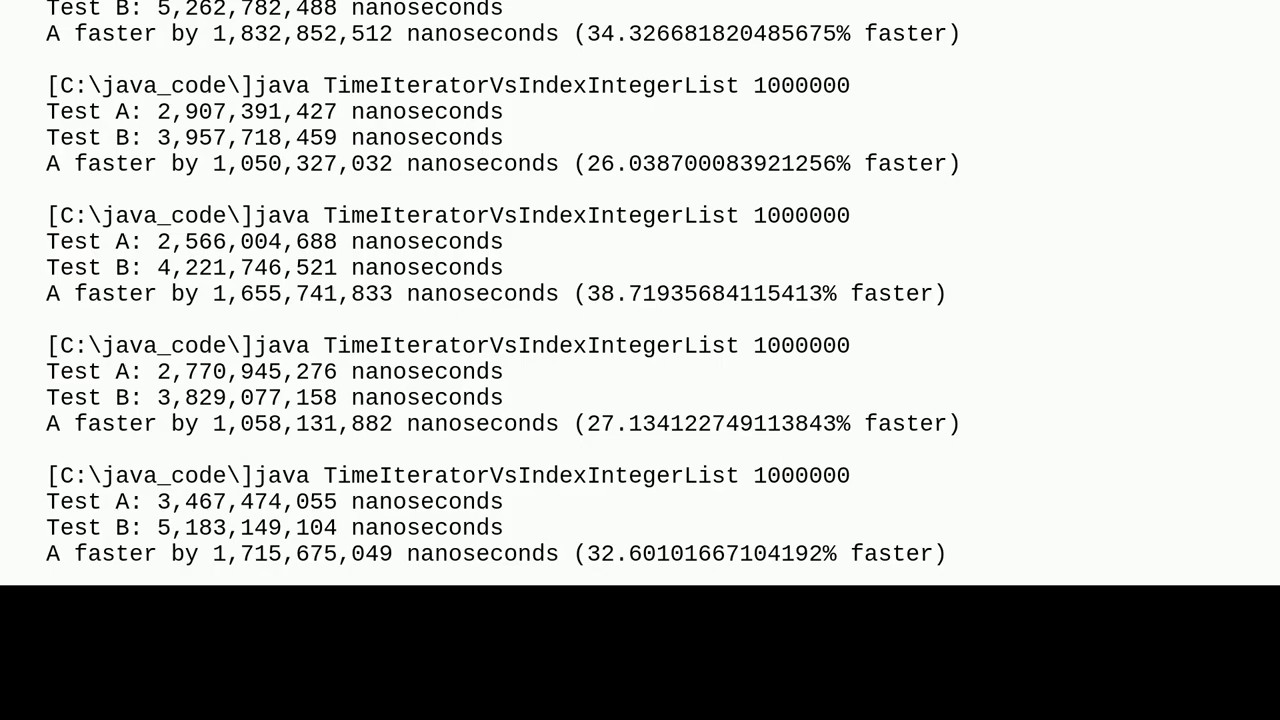 Test B: 5,262,782,488 nanoseconds
A faster by 1,832,852,512 nanoseconds (34.326681820485675% faster)
[C:\java_code\]java TimeIteratorVsIndexIntegerList 1000000
Test A: 2,907,391,427 nanoseconds
Test B: 3,957,718,459 nanoseconds
A faster by 1,050,327,032 nanoseconds (26.038700083921256% faster)
[C:\java_code\]java TimeIteratorVsIndexIntegerList 1000000
Test A: 2,566,004,688 nanoseconds
Test B: 4,221,746,521 nanoseconds
A faster by 1,655,741,833 nanoseconds (38.71935684115413% faster)
[C:\java_code\]java TimeIteratorVsIndexIntegerList 1000000
Test A: 2,770,945,276 nanoseconds
Test B: 3,829,077,158 nanoseconds
A faster by 1,058,131,882 nanoseconds (27.134122749113843% faster)
[C:\java_code\]java TimeIteratorVsIndexIntegerList 1000000
Test A: 3,467,474,055 nanoseconds
Test B: 5,183,149,104 nanoseconds
A faster by 1,715,675,049 nanoseconds (32.60101667104192% faster)